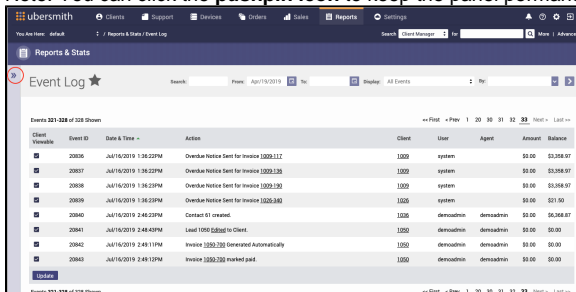 Note: You can click the pushpin icon to keep the panel perman
ubersmith Clients Support Devices Orders Sales Reports Settings
You Are Here: default / Reports & Stats / Event Log Search Client Manager for More | Advance
Reports & Stats
Event Log Search: From: Apr/19/2019 To: Display: All Events By:
Events 321-328 of 328 Shown «« First « Prev 1 20 30 31 32 33 Next » Last »»
Client Viewable Event ID Date & Time Action Client User Agent Amount Balance
20836 Jul/16/2019 1:36:22PM Overdue Notice Sent for Invoice 1009-117 1009 system $0.00 $3,358.97
20837 Jul/16/2019 1:36:23PM Overdue Notice Sent for Invoice 1009-136 1009 system $0.00 $3,358.97
20838 Jul/16/2019 1:36:23PM Overdue Notice Sent for Invoice 1009-190 1009 system $0.00 $3,358.97
20839 Jul/16/2019 1:36:23PM Overdue Notice Sent for Invoice 1026-340 1026 system $0.00 $21.50
20840 Jul/16/2019 2:46:23PM Contact 61 created. 1036 demoadmin demoadmin $0.00 $6,368.87
20841 Jul/16/2019 2:48:43PM Lead 1050 Edited to Client. 1050 demoadmin demoadmin $0.00 $0.00
20842 Jul/16/2019 2:49:11PM Invoice 1050-700 Generated Automatically 1050 demoadmin demoadmin $0.00 $0.00
20843 Jul/16/2019 2:49:12PM Invoice 1050-700 marked paid. 1050 demoadmin demoadmin $0.00 $0.00
Update
Events 321-328 of 328 Shown «« First « Prev 1 20 30 31 32 33 Next » Last »»